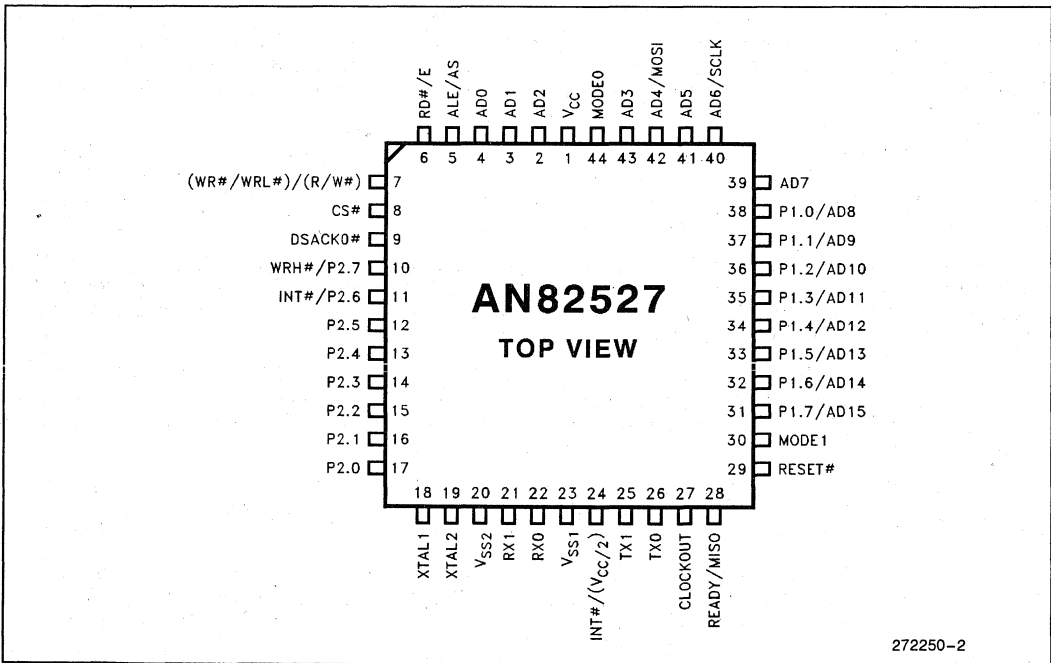 RD#/E
ALE/AS
AD0
AD1
AD2
VCC
MODE0
AD3
AD4/MOSI
AD5
AD6/SCLK
6 5 4 3 2 1 44 43 42 41 40
(WR#/WRL#)/(R/W#) 7
CS# 8
DSACK0# 9
WRH#/P2.7 10
INT#/P2.6 11
P2.5 12
P2.4 13
P2.3 14
P2.2 15
P2.1 16
P2.0 17
AN82527
TOP VIEW
39 AD7
38 P1.0/AD8
37 P1.1/AD9
36 P1.2/AD10
35 P1.3/AD11
34 P1.4/AD12
33 P1.5/AD13
32 P1.6/AD14
31 P1.7/AD15
30 MODE1
29 RESET#
18 19 20 21 22 23 24 25 26 27 28
XTAL1
XTAL2
VSS2
RX1
RX0
VSS1
INT#/(VCC/2)
TX1
TX0
CLOCKOUT
READY/MISO
272250-2